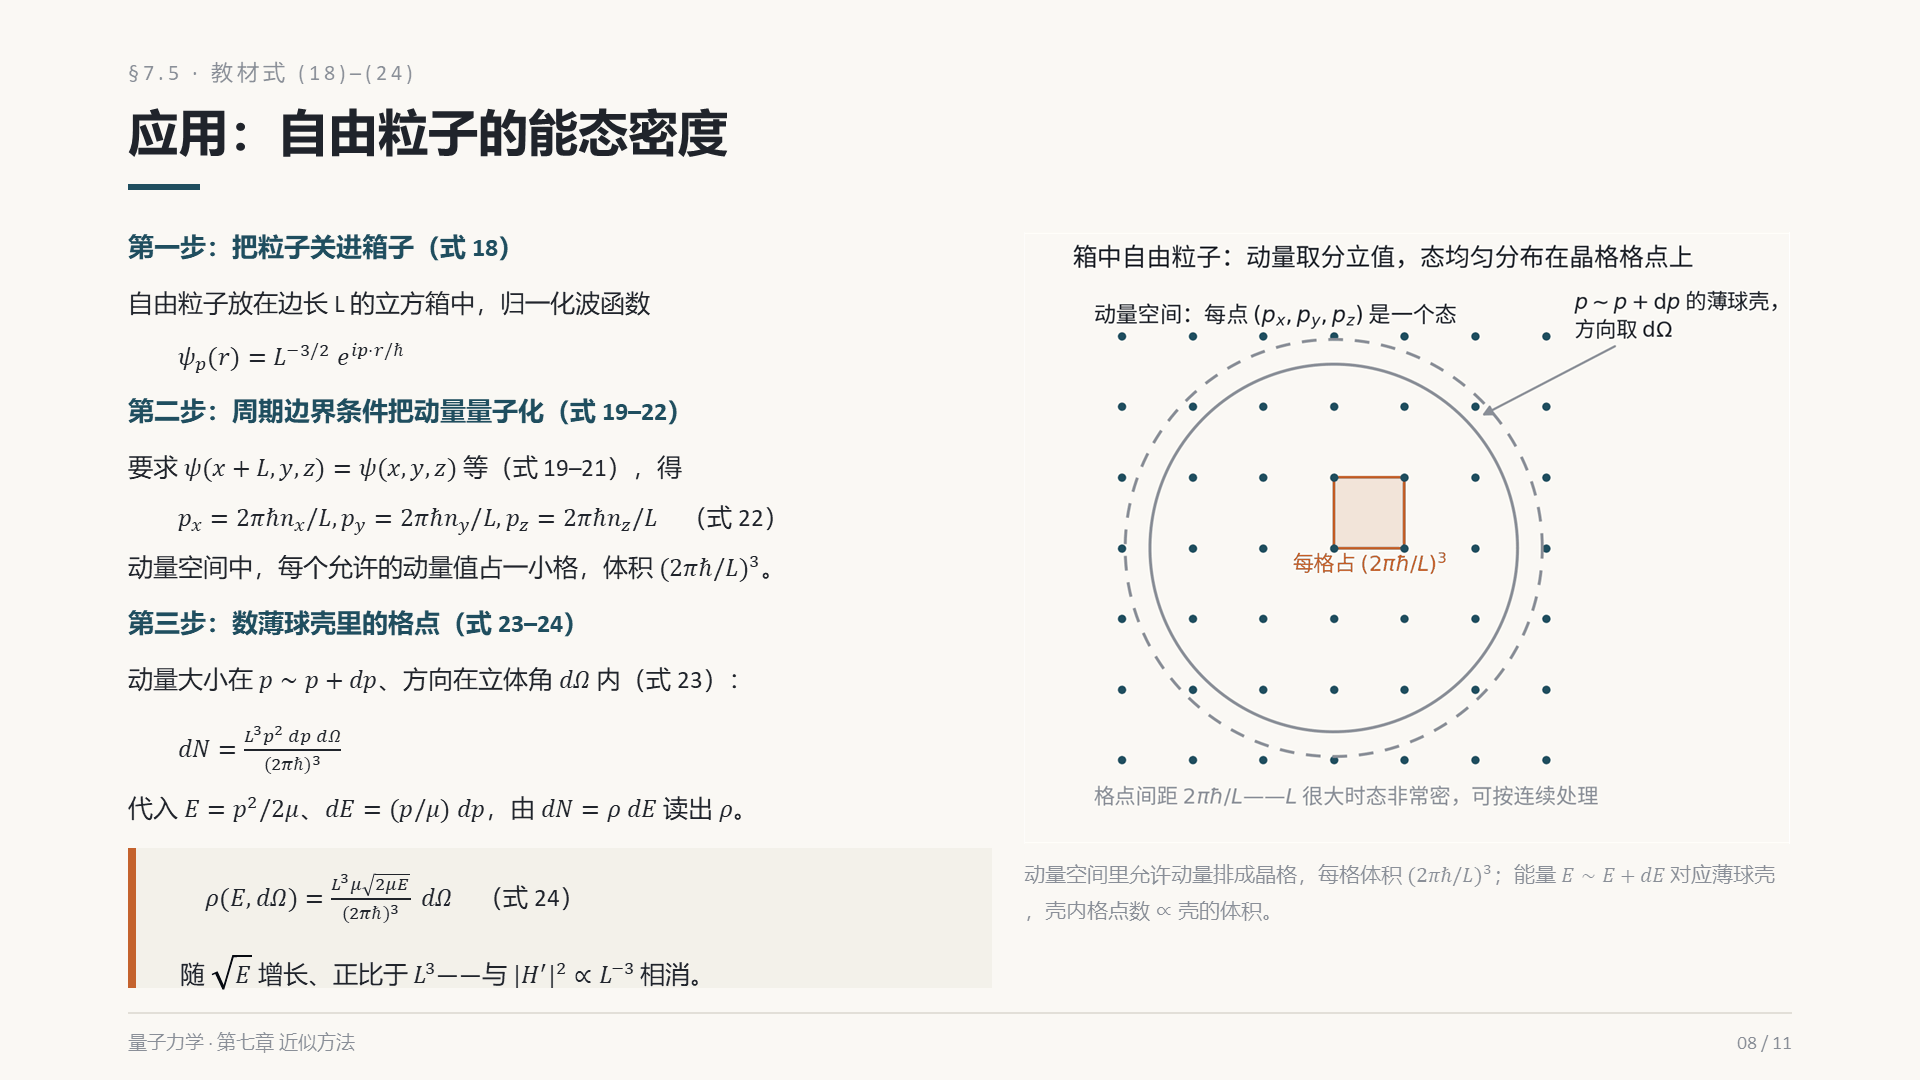 §7.5 · 教材式 (18)–(24)
应用：自由粒子的能态密度
第一步：把粒子关进箱子（式 18）
自由粒子放在边长 L 的立方箱中，归一化波函数
ψ_p(r) = L^{−3/2} e^{ip·r/ℏ}
第二步：周期边界条件把动量量子化（式 19–22）
要求 ψ(x + L, y, z) = ψ(x, y, z) 等（式 19–21），得
p_x = 2πℏn_x/L, p_y = 2πℏn_y/L, p_z = 2πℏn_z/L （式 22）
动量空间中，每个允许的动量值占一小格，体积 (2πℏ/L)³。
第三步：数薄球壳里的格点（式 23–24）
动量大小在 p ~ p + dp、方向在立体角 dΩ 内（式 23）：
dN = L³p² dp dΩ / (2πℏ)³
代入 E = p²/2μ、dE = (p/μ) dp，由 dN = ρ dE 读出 ρ。
ρ(E, dΩ) = L³μ√(2μE) / (2πℏ)³ dΩ （式 24）
随 √E 增长、正比于 L³——与 |H′|² ∝ L⁻³ 相消。
箱中自由粒子：动量取分立值，态均匀分布在晶格格点上
动量空间：每点 (p_x, p_y, p_z) 是一个态
p ~ p + dp 的薄球壳，
方向取 dΩ
每格占 (2πℏ/L)³
格点间距 2πℏ/L——L 很大时态非常密，可按连续处理
动量空间里允许动量排成晶格，每格体积 (2πℏ/L)³；能量 E ~ E + dE 对应薄球壳
，壳内格点数 ∝ 壳的体积。
量子力学 · 第七章 近似方法
08 / 11